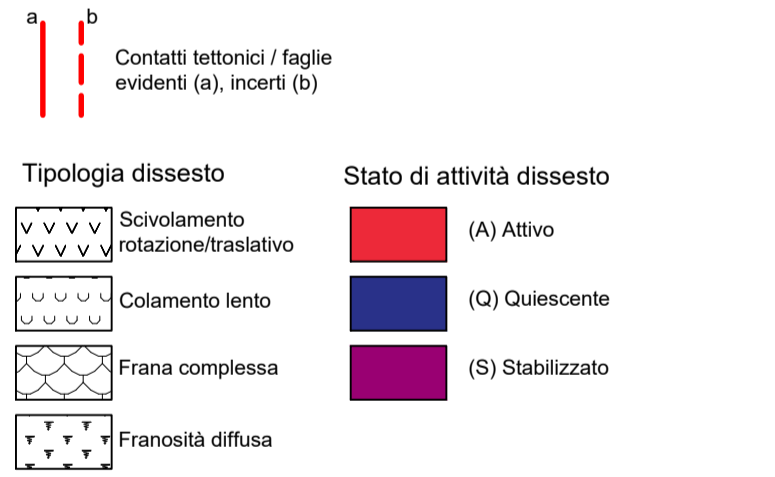 a
b
Contatti tettonici / faglie
evidenti (a), incerti (b)
Tipologia dissesto
Scivolamento
rotazione/traslativo
Colamento lento
Frana complessa
Franosità diffusa
Stato di attività dissesto
(A) Attivo
(Q) Quiescente
(S) Stabilizzato